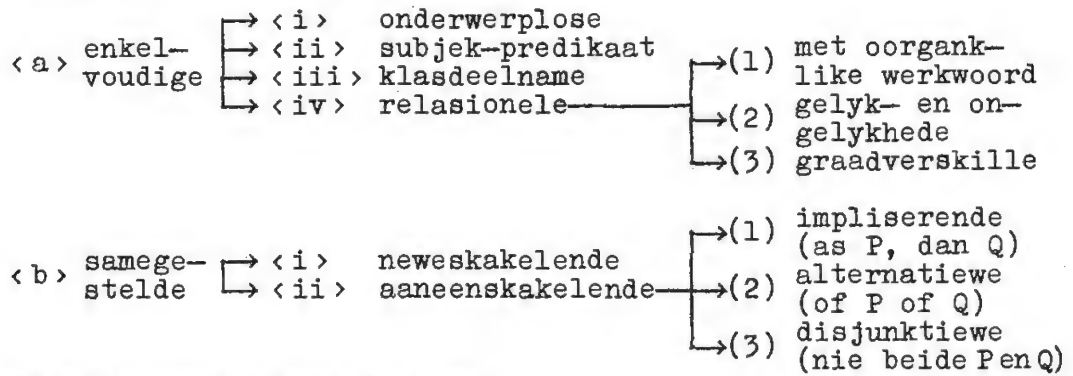 <a> enkel- → <i> onderwerplose
voudige → <ii> subjek-predikaat
→ <iii> klasdeelname
→ <iv> relasionele → (1) met oorgank-
like werkwoord
→ (2) gelyk- en on-
gelykhede
→ (3) graadverskille
<b> samege- → <i> neweskakelende
stelde → <ii> aaneenskakelende → (1) impliserende
(as P, dan Q)
→ (2) alternatiewe
(of P of Q)
→ (3) disjunktiewe
(nie beide P en Q)